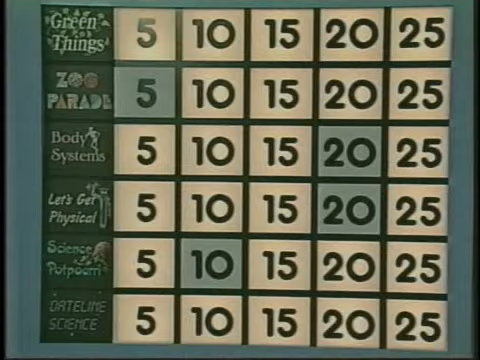 Green Things 5 10 15 20 25
ZOO PARADE 5 10 15 20 25
Body Systems 5 10 15 20 25
Let's Get Physical 5 10 15 20 25
Science Potpourri 5 10 15 20 25
DATELINE SCIENCE 5 10 15 20 25